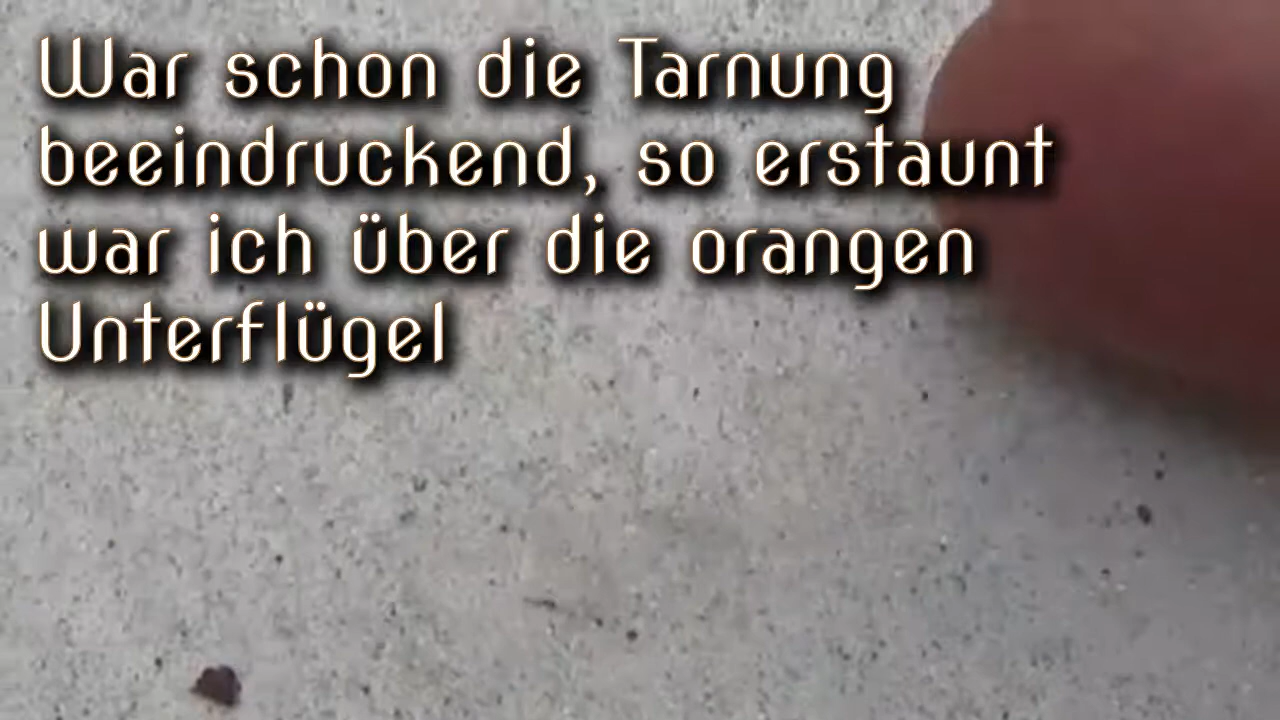 War schon die Tarnung
beeindruckend, so erstaunt
war ich über die orangen
Unterflügel